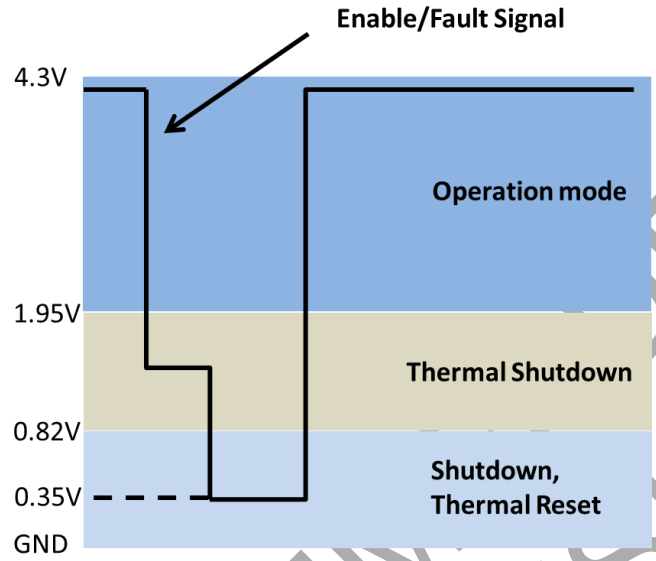 Enable/Fault Signal
4.3V
Operation mode
1.95V
Thermal Shutdown
0.82V
Shutdown,
Thermal Reset
0.35V
GND